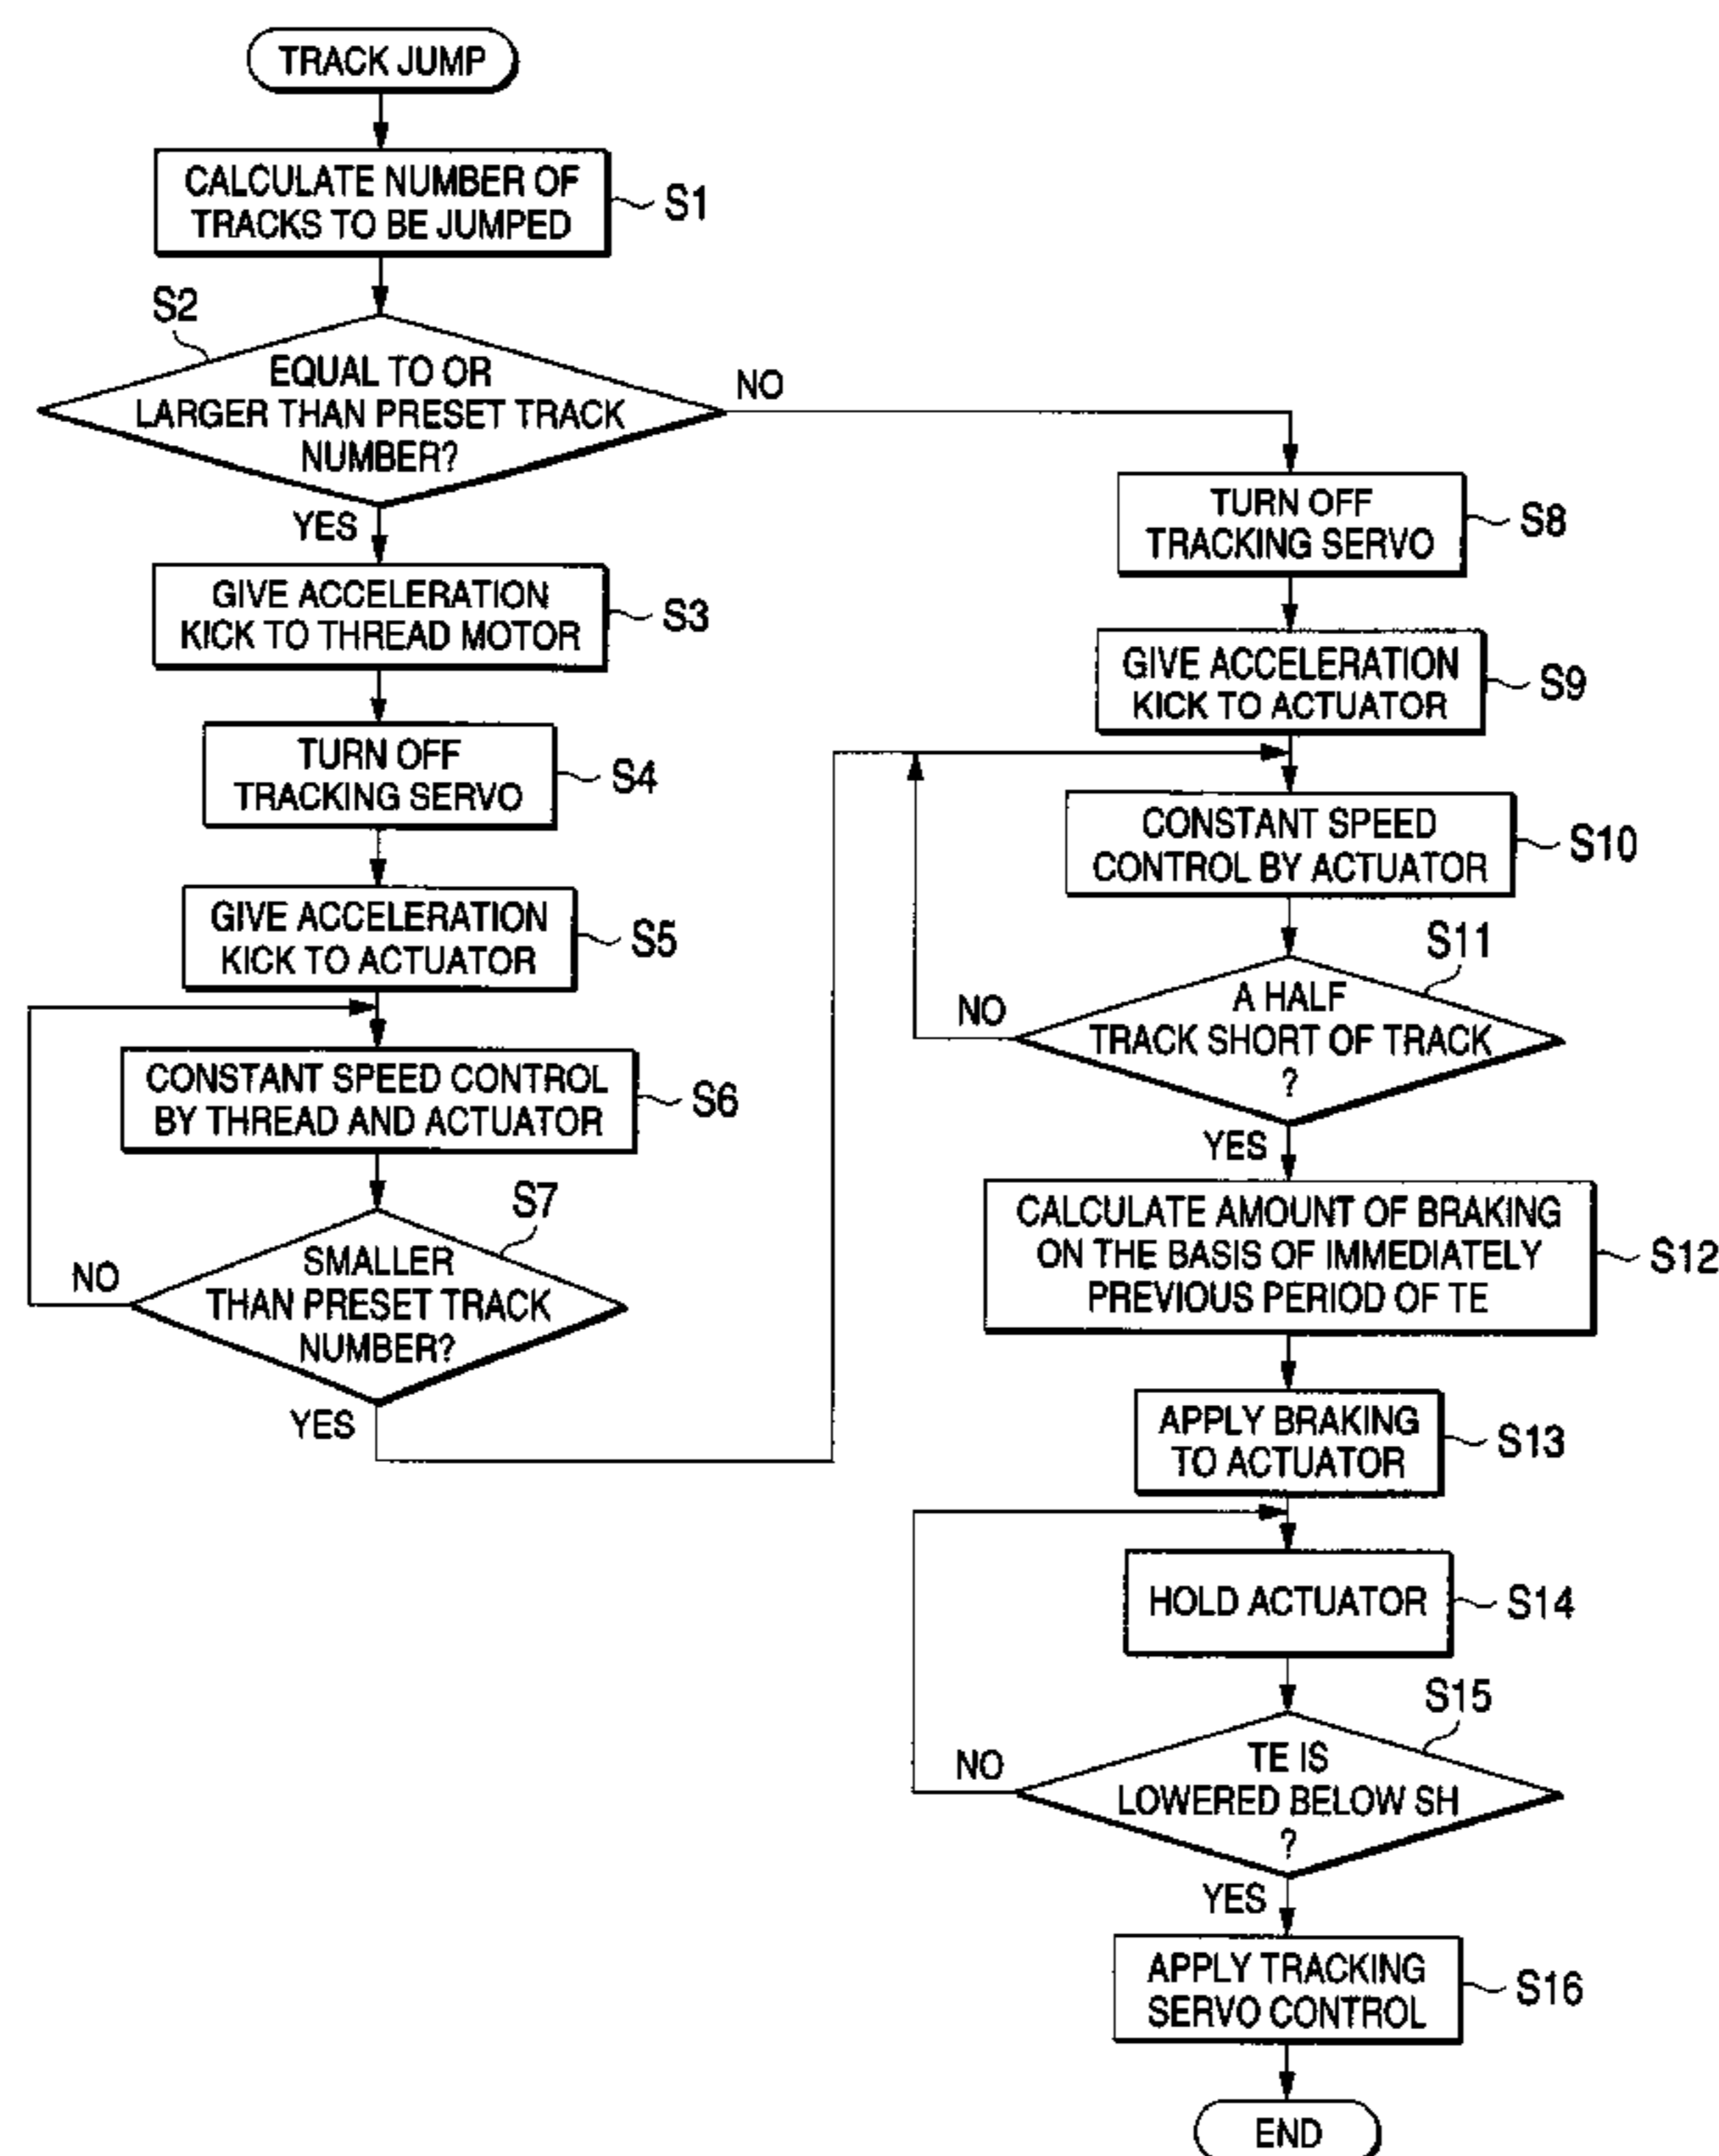 TRACK JUMP
CALCULATE NUMBER OF
TRACKS TO BE JUMPED
S1
S2
EQUAL TO OR
LARGER THAN PRESET TRACK
NUMBER?
NO
YES
GIVE ACCELERATION
KICK TO THREAD MOTOR
S3
TURN OFF
TRACKING SERVO
S4
GIVE ACCELERATION
KICK TO ACTUATOR
S5
CONSTANT SPEED CONTROL
BY THREAD AND ACTUATOR
S6
S7
SMALLER
THAN PRESET TRACK
NUMBER?
NO
YES
TURN OFF
TRACKING SERVO
S8
GIVE ACCELERATION
KICK TO ACTUATOR
S9
CONSTANT SPEED
CONTROL BY ACTUATOR
S10
S11
A HALF
TRACK SHORT OF TRACK
?
NO
YES
CALCULATE AMOUNT OF BRAKING
ON THE BASIS OF IMMEDIATELY
PREVIOUS PERIOD OF TE
S12
APPLY BRAKING
TO ACTUATOR
S13
HOLD ACTUATOR
S14
S15
TE IS
LOWERED BELOW SH
?
NO
YES
APPLY TRACKING
SERVO CONTROL
S16
END